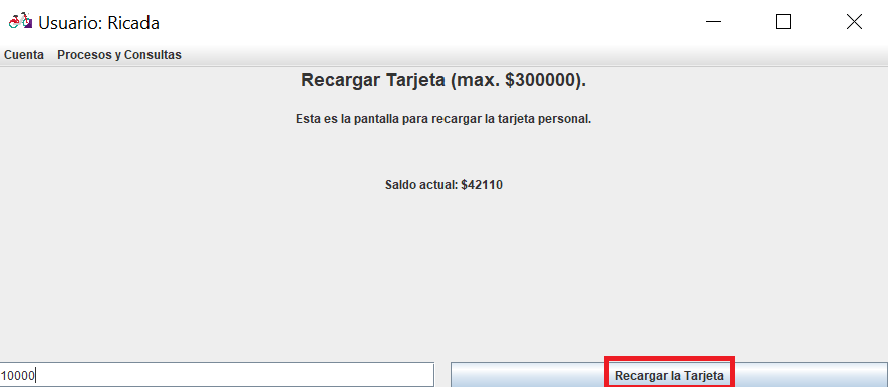 Usuario: Ricada
Cuenta Procesos y Consultas
Recargar Tarjeta (max. $300000).
Esta es la pantalla para recargar la tarjeta personal.
Saldo actual: $42110
10000 Recargar la Tarjeta